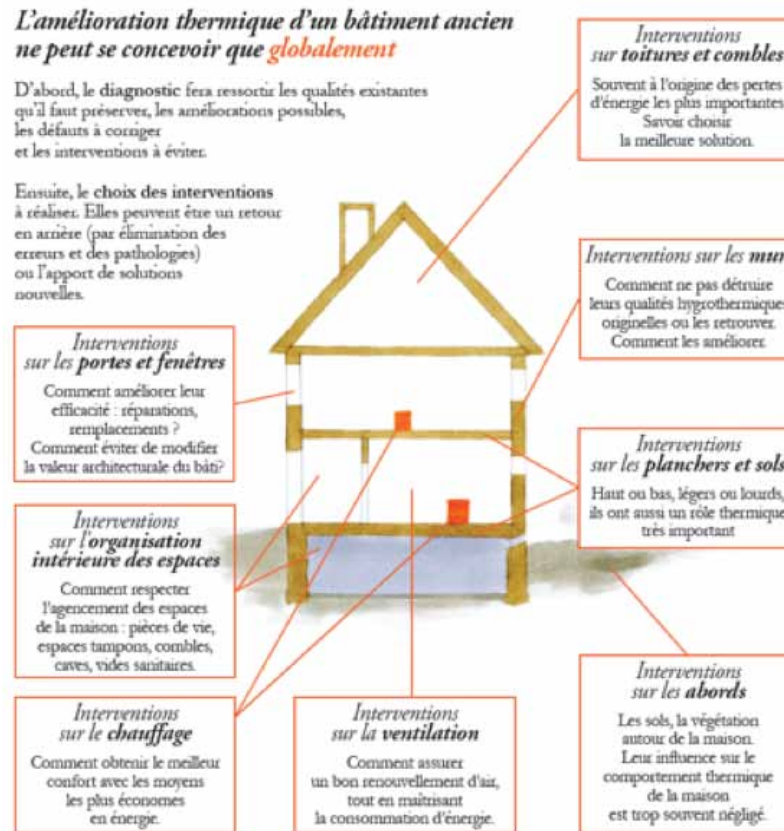 L'amélioration thermique d'un bâtiment ancien
ne peut se concevoir que globalement
D'abord, le diagnostic fera ressortir les qualités existantes
qu'il faut préserver, les améliorations possibles,
les défauts à corriger
et les interventions à éviter.
Ensuite, le choix des interventions
à réaliser. Elles peuvent être un retour
en arrière (par élimination des
erreurs et des pathologies)
ou l'apport de solutions
nouvelles.
Interventions
sur toitures et combles
Souvent à l'origine des pertes
d'énergie les plus importantes
Savoir choisir
la meilleure solution.
Interventions sur les mur
Comment ne pas détruire
leurs qualités hygrothermique
originelles ou les retrouver.
Comment les améliorer.
Interventions
sur les portes et fenêtres
Comment améliorer leur
efficacité : réparations,
remplacements ?
Comment éviter de modifier
la valeur architecturale du bâti?
Interventions
sur les planchers et sols
Haut ou bas, légers ou lourds,
ils ont aussi un rôle thermique
très important
Interventions
sur l'organisation
intérieure des espaces
Comment respecter
l'agencement des espaces
de la maison : pièces de vie,
espaces tampons, combles,
caves, vides sanitaires.
Interventions
sur le chauffage
Comment obtenir le meilleur
confort avec les moyens
les plus économes
en énergie.
Interventions
sur la ventilation
Comment assurer
un bon renouvellement d'air,
tout en maîtrisant
la consommation d'énergie.
Interventions
sur les abords
Les sols, la végétation
autour de la maison.
Leur influence sur le
comportement thermique
de la maison
est trop souvent négligé.